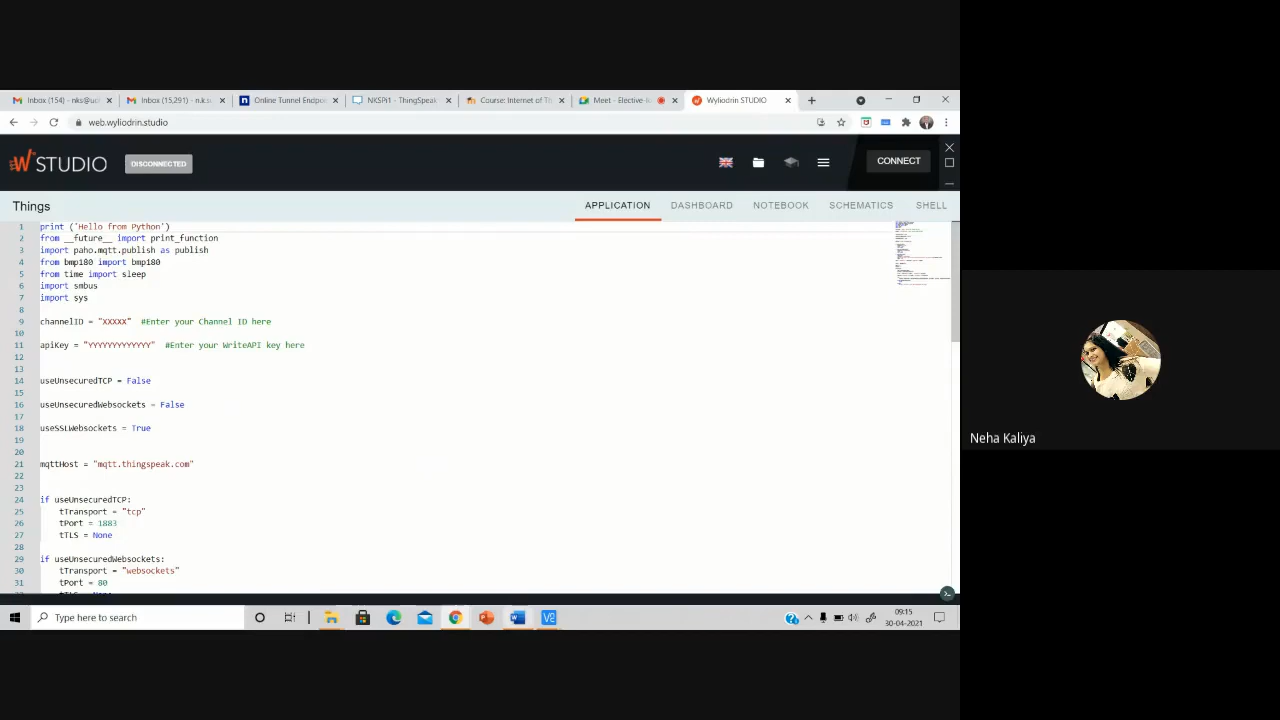 Inbox (154) - nks@uem
Inbox (15,291) - n.k.su
Online Tunnel Endpoi
NKSPi1 - ThingSpeak
Course: Internet of Th
Meet - Elective-
Wyliodrin STUDIO
web.wyliodrin.studio
STUDIO
DISCONNECTED
CONNECT
Things
APPLICATION
DASHBOARD
NOTEBOOK
SCHEMATICS
SHELL
1 print ('Hello from Python')
2 from __future__ import print_function
3 import paho.mqtt.publish as publish
4 from bmp180 import bmp180
5 from time import sleep
6 import smbus
7 import sys
8
9 channelID = "XXXXX" #Enter your Channel ID here
10
11 apiKey = "YYYYYYYYYYYYY" #Enter your WriteAPI key here
12
13
14 useUnsecuredTCP = False
15
16 useUnsecuredWebsockets = False
17
18 useSSLWebsockets = True
19
20
21 mqttHost = "mqtt.thingspeak.com"
22
23
24 if useUnsecuredTCP:
25 tTransport = "tcp"
26 tPort = 1883
27 tTLS = None
28
29 if useUnsecuredWebsockets:
30 tTransport = "websockets"
31 tPort = 80
Neha Kaliya
Type here to search
09:15
30-04-2021